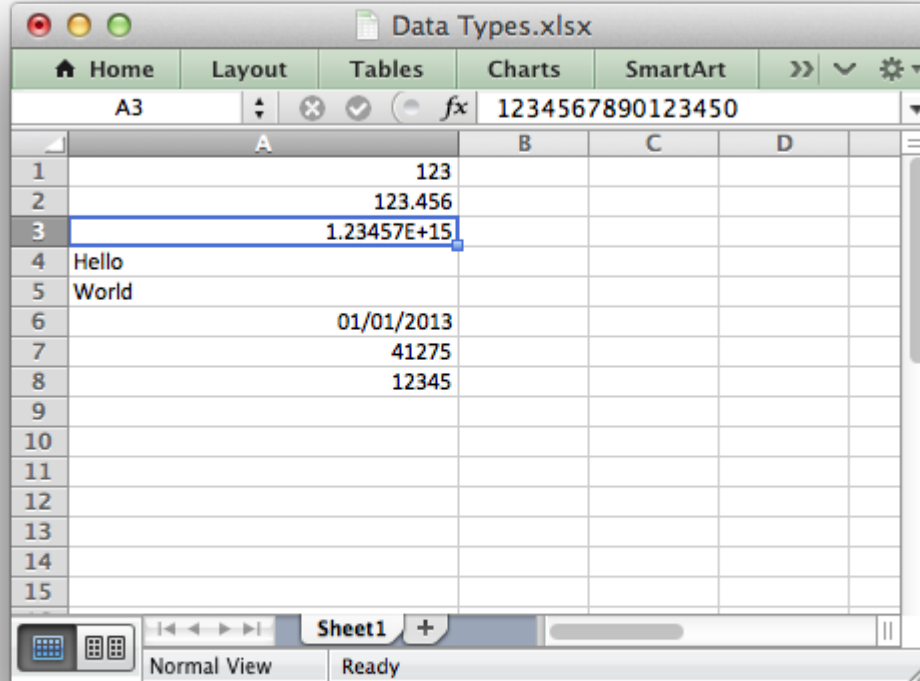 Data Types.xlsx
Home Layout Tables Charts SmartArt
A3 fx 1234567890123450
A B C D
1 123
2 123.456
3 1.23457E+15
4 Hello
5 World
6 01/01/2013
7 41275
8 12345
9
10
11
12
13
14
15
Sheet1 +
Normal View Ready